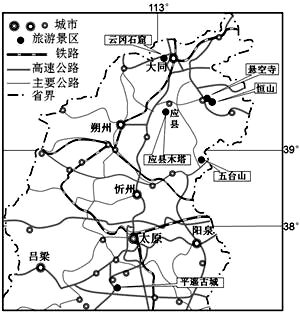 113°
城市
旅游景区
铁路
高速公路
主要公路
省界
云冈石窟
大同
悬空寺
恒山
应县
应县木塔
朔州
39°
五台山
忻州
38°
太原
阳泉
吕梁
平遥古城